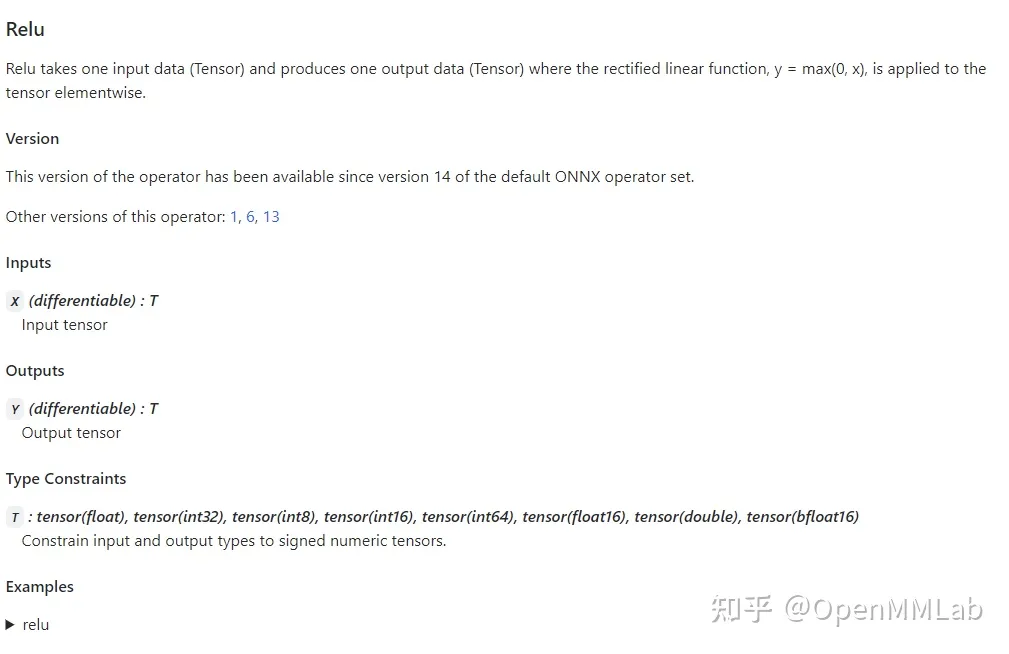 Relu
Relu takes one input data (Tensor) and produces one output data (Tensor) where the rectified linear function, y = max(0, x), is applied to the
tensor elementwise.
Version
This version of the operator has been available since version 14 of the default ONNX operator set.
Other versions of this operator: 1, 6, 13
Inputs
X (differentiable) : T
Input tensor
Outputs
Y (differentiable) : T
Output tensor
Type Constraints
T : tensor(float), tensor(int32), tensor(int8), tensor(int16), tensor(int64), tensor(float16), tensor(double), tensor(bfloat16)
Constrain input and output types to signed numeric tensors.
Examples
relu
知乎 @OpenMMLab